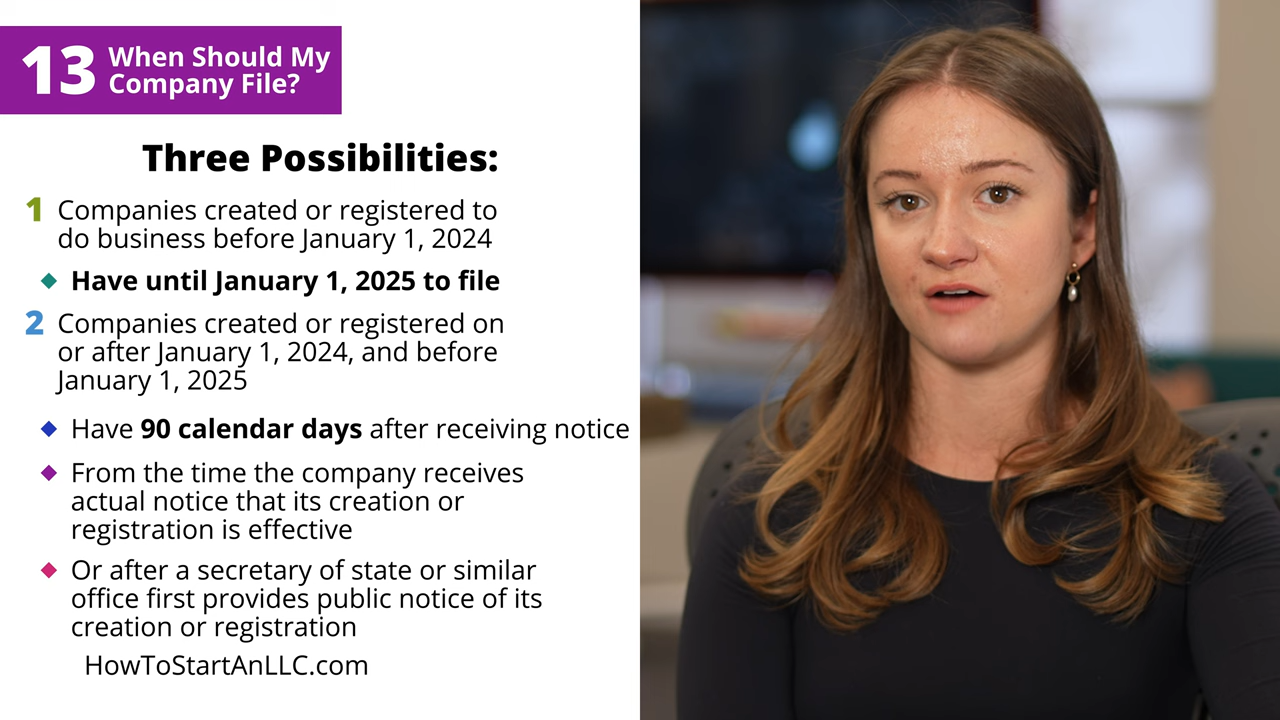 13 When Should My
Company File?
Three Possibilities:
1 Companies created or registered to
do business before January 1, 2024
Have until January 1, 2025 to file
2 Companies created or registered on
or after January 1, 2024, and before
January 1, 2025
Have 90 calendar days after receiving notice
From the time the company receives
actual notice that its creation or
registration is effective
Or after a secretary of state or similar
office first provides public notice of its
creation or registration
HowToStartAnLLC.com